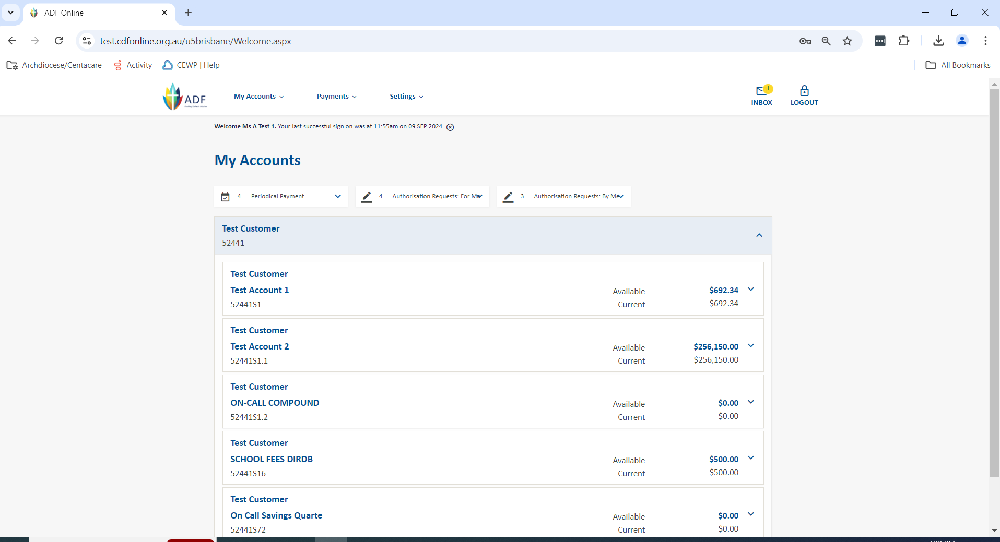 ADF Online
test.cdfonline.org.au/u5brisbane/Welcome.aspx
Archdiocese/Centacare
Activity
CEWP | Help
All Bookmarks
ADF
My Accounts
Payments
Settings
1
INBOX
LOGOUT
Welcome Ms A Test 1. Your last successful sign on was at 11:55am on 09 SEP 2024.
My Accounts
4 Periodical Payment
4 Authorisation Requests: For Me
3 Authorisation Requests: By Me
Test Customer
52441
Test Customer
Test Account 1
Available $692.34
52441S1
Current $692.34
Test Customer
Test Account 2
Available $256,150.00
52441S1.1
Current $256,150.00
Test Customer
ON-CALL COMPOUND
Available $0.00
52441S1.2
Current $0.00
Test Customer
SCHOOL FEES DIRDB
Available $500.00
52441S16
Current $500.00
Test Customer
On Call Savings Quarte
Available $0.00
52441S72
Current $0.00